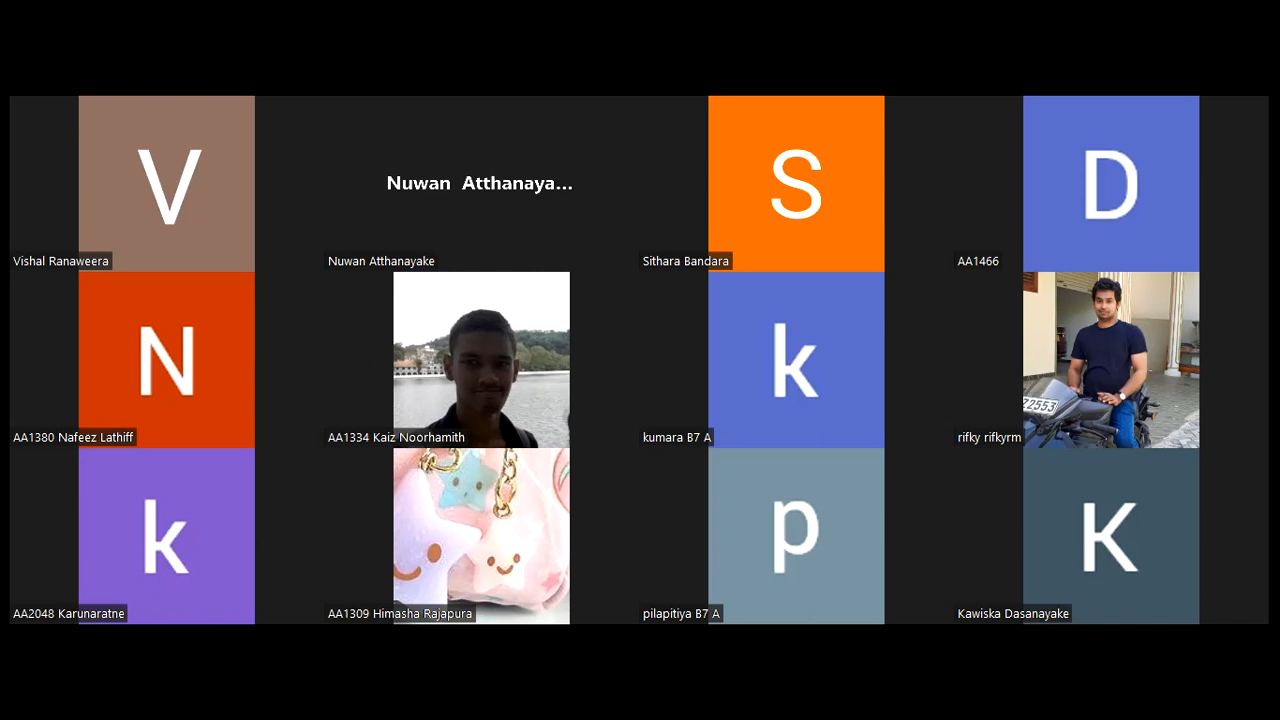 V
Nuwan Atthanaya...
S
D
Vishal Ranaweera
Nuwan Atthanayake
Sithara Bandara
AA1466
N
k
Z2553
AA1380 Nafeez Lathiff
AA1334 Kaiz Noorhamith
kumara B7 A
rifky rifkyrm
k
p
K
AA2048 Karunaratne
AA1309 Himasha Rajapura
pilapitiya B7 A
Kawiska Dasanayake